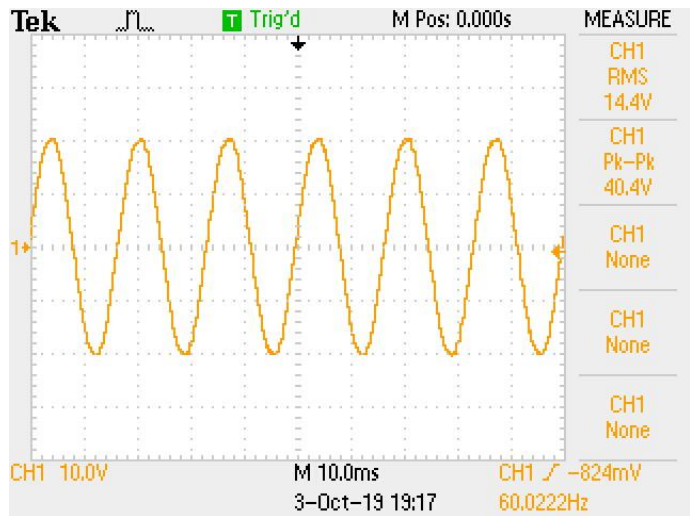 Tek T Trig'd M Pos: 0.000s MEASURE
CH1
RMS
14.4V
CH1
Pk-Pk
40.4V
1
CH1
None
CH1
None
CH1
None
CH1 10.0V M 10.0ms CH1 -824mV
3-Oct-19 19:17 60.0222Hz